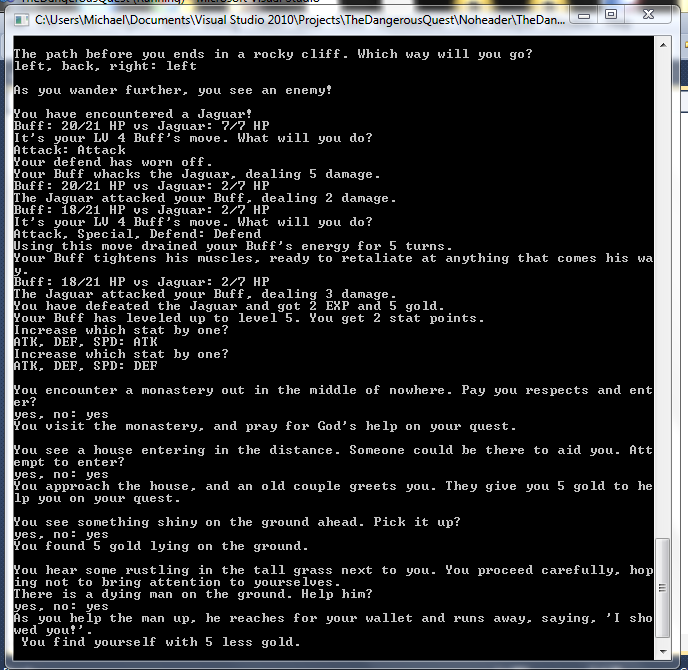 TheDangerousQuest (Running) - Microsoft Visual Studio
C:\Users\Michael\Documents\Visual Studio 2010\Projects\TheDangerousQuest\Noheader\TheDan...
The path before you ends in a rocky cliff. Which way will you go?
left, back, right: left
As you wander further, you see an enemy!
You have encountered a Jaguar!
Buff: 20/21 HP vs Jaguar: 7/7 HP
It's your LV 4 Buff's move. What will you do?
Attack: Attack
Your defend has worn off.
Your Buff whacks the Jaguar, dealing 5 damage.
Buff: 20/21 HP vs Jaguar: 2/7 HP
The Jaguar attacked your Buff, dealing 2 damage.
Buff: 18/21 HP vs Jaguar: 2/7 HP
It's your LV 4 Buff's move. What will you do?
Attack, Special, Defend: Defend
Using this move drained your Buff's energy for 5 turns.
Your Buff tightens his muscles, ready to retaliate at anything that comes his wa
y.
Buff: 18/21 HP vs Jaguar: 2/7 HP
The Jaguar attacked your Buff, dealing 3 damage.
You have defeated the Jaguar and got 2 EXP and 5 gold.
Your Buff has leveled up to level 5. You get 2 stat points.
Increase which stat by one?
ATK, DEF, SPD: ATK
Increase which stat by one?
ATK, DEF, SPD: DEF
You encounter a monastery out in the middle of nowhere. Pay you respects and ent
er?
yes, no: yes
You visit the monastery, and pray for God's help on your quest.
You see a house entering in the distance. Someone could be there to aid you. Att
empt to enter?
yes, no: yes
You approach the house, and an old couple greets you. They give you 5 gold to he
lp you on your quest.
You see something shiny on the ground ahead. Pick it up?
yes, no: yes
You found 5 gold lying on the ground.
You hear some rustling in the tall grass next to you. You proceed carefully, hop
ing not to bring attention to yourselves.
There is a dying man on the ground. Help him?
yes, no: yes
As you help the man up, he reaches for your wallet and runs away, saying, 'I sho
wed you!'.
You find yourself with 5 less gold.